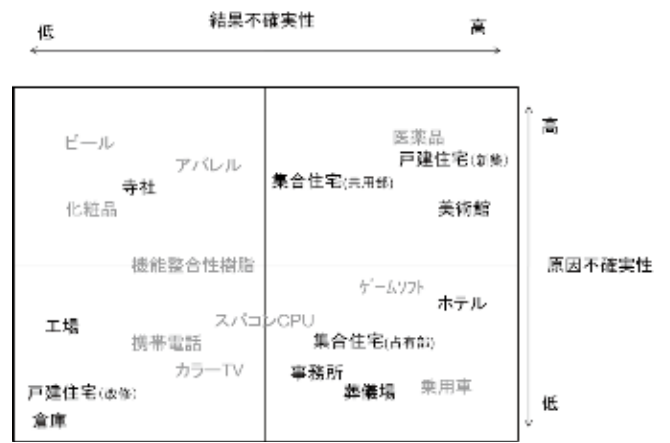 結果不確実性
低
高
高
医薬品
ビール
戸建住宅(新築)
アパレル
集合住宅(共用部)
寺社
化粧品
美術館
機能整合性樹脂
原因不確実性
ゲームソフト
ホテル
スパコンCPU
工場
携帯電話
集合住宅(占有部)
カラーTV
事務所
戸建住宅(改修)
葬儀場
乗用車
低
倉庫